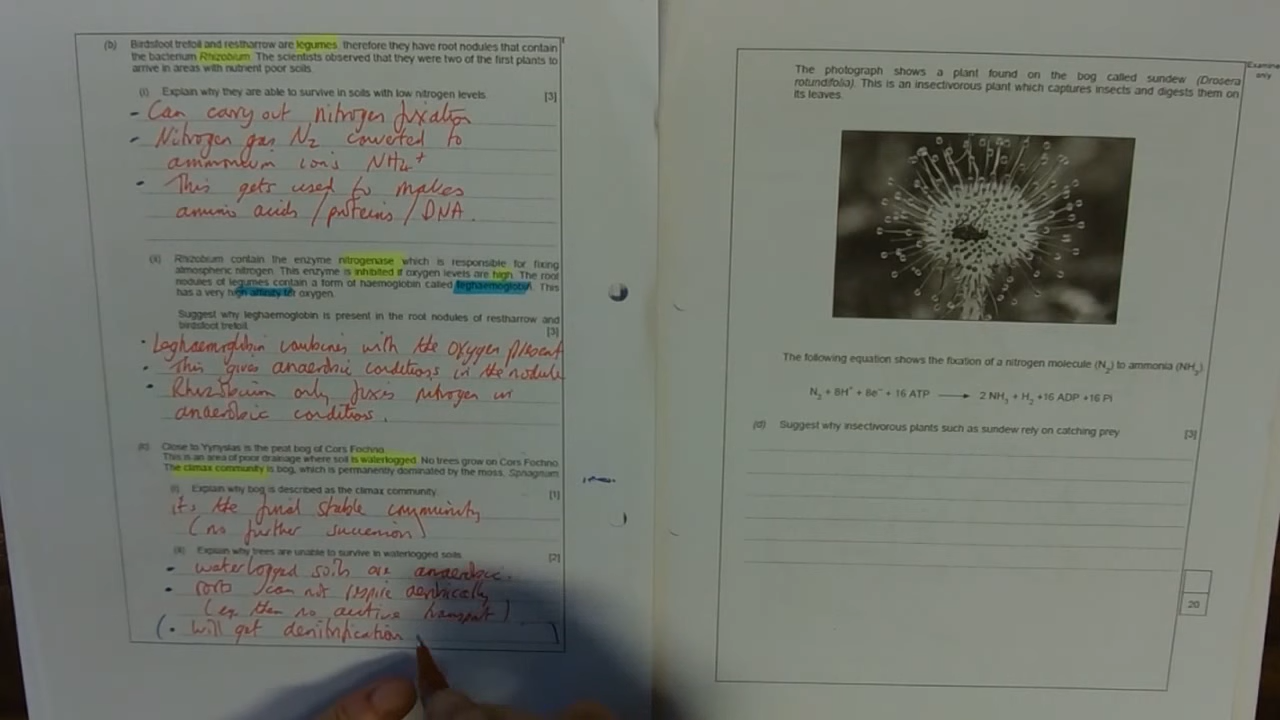 (b) Birdsfoot trefoil and restharrow are legumes, therefore they have root nodules that contain
the bacterium Rhizobium. The scientists observed that they were two of the first plants to
arrive in areas with nutrient poor soils.
(i) Explain why they are able to survive in soils with low nitrogen levels. [3]
- Can carry out nitrogen fixation
- Nitrogen gas N2 converted to
ammonium ions NH4+
- This gets used to makes
amino acids / proteins / DNA.
(ii) Rhizobium contain the enzyme nitrogenase which is responsible for fixing
atmospheric nitrogen. This enzyme is inhibited if oxygen levels are high. The root
nodules of legumes contain a form of haemoglobin called leghaemoglobin. This
has a very high affinity for oxygen.
Suggest why leghaemoglobin is present in the root nodules of restharrow and
birdsfoot trefoil. [3]
• Leghaemoglobin combines with the oxygen present
• This gives anaerobic conditions in the nodule
• Rhizobium only fixes nitrogen in
anaerobic conditions.
(c) Close to Ynyslas is the peat bog of Cors Fochno.
This is an area of poor drainage where soil is waterlogged. No trees grow on Cors Fochno.
The climax community is bog, which is permanently dominated by the moss, Sphagnum.
(i) Explain why bog is described as the climax community. [1]
its the final stable community
(no further succession)
(ii) Explain why trees are unable to survive in waterlogged soils. [2]
• waterlogged soils are anaerobic.
• roots can not respire
(eg then no active transport)
(• will get denitrification )
Examiner
only
The photograph shows a plant found on the bog called sundew (Drosera
rotundifolia). This is an insectivorous plant which captures insects and digests them on
its leaves.
The following equation shows the fixation of a nitrogen molecule (N2) to ammonia (NH3).
N2 + 8H+ + 8e− + 16 ATP → 2 NH3 + H2 +16 ADP +16 Pi
(d) Suggest why insectivorous plants such as sundew rely on catching prey. [3]
20